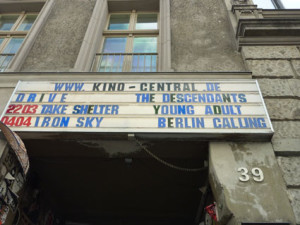 WWW. KINO - CENTRAL .DE
DRIVE THE DESCENDANTS
2203 TAKE SHELTER YOUNG ADULT
0404 IRON SKY BERLIN CALLING
39